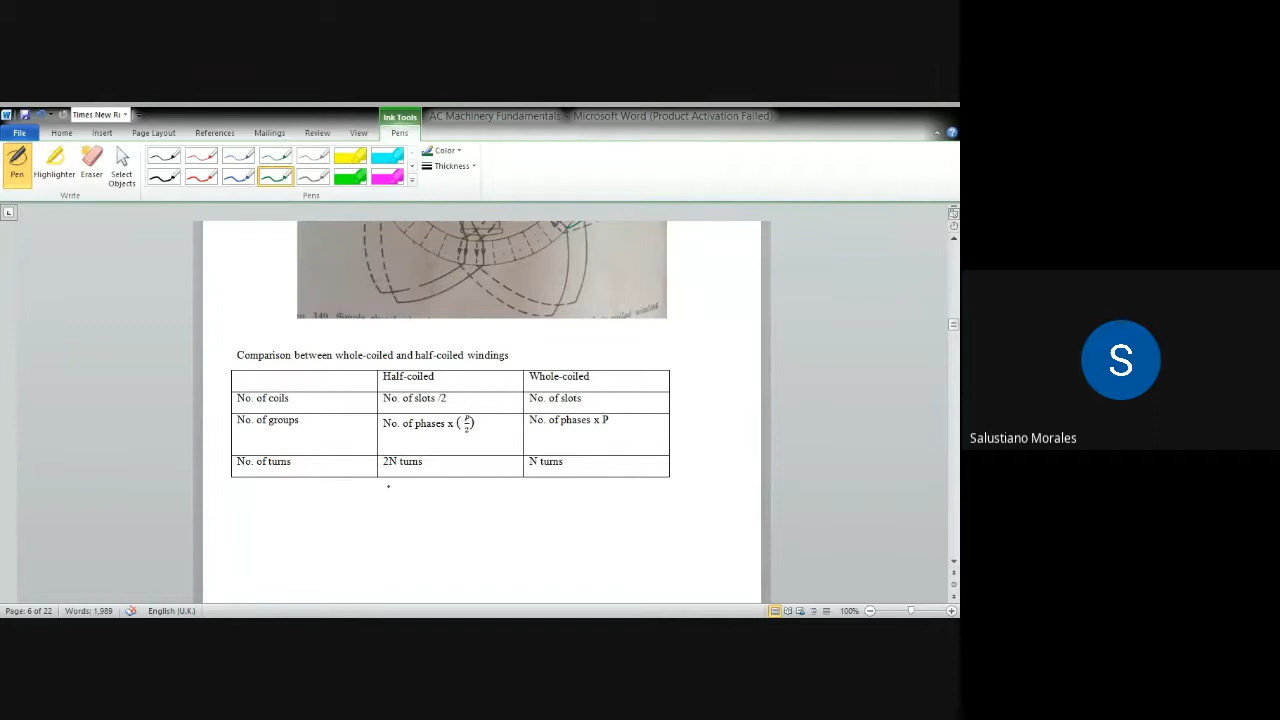 Times New R
Ink Tools
AC Machinery Fundamentals - Microsoft Word (Product Activation Failed)
File Home Insert Page Layout References Mailings Review View Pens
Pen Highlighter Eraser Select Objects
Color
Thickness
Write Pens
149. Simple
coiled winding
Comparison between whole-coiled and half-coiled windings
Half-coiled Whole-coiled
No. of coils No. of slots /2 No. of slots
No. of groups No. of phases x (P/2) No. of phases x P
No. of turns 2N turns N turns
S
Salustiano Morales
Page: 6 of 22 Words: 1,989 English (U.K.) 100%